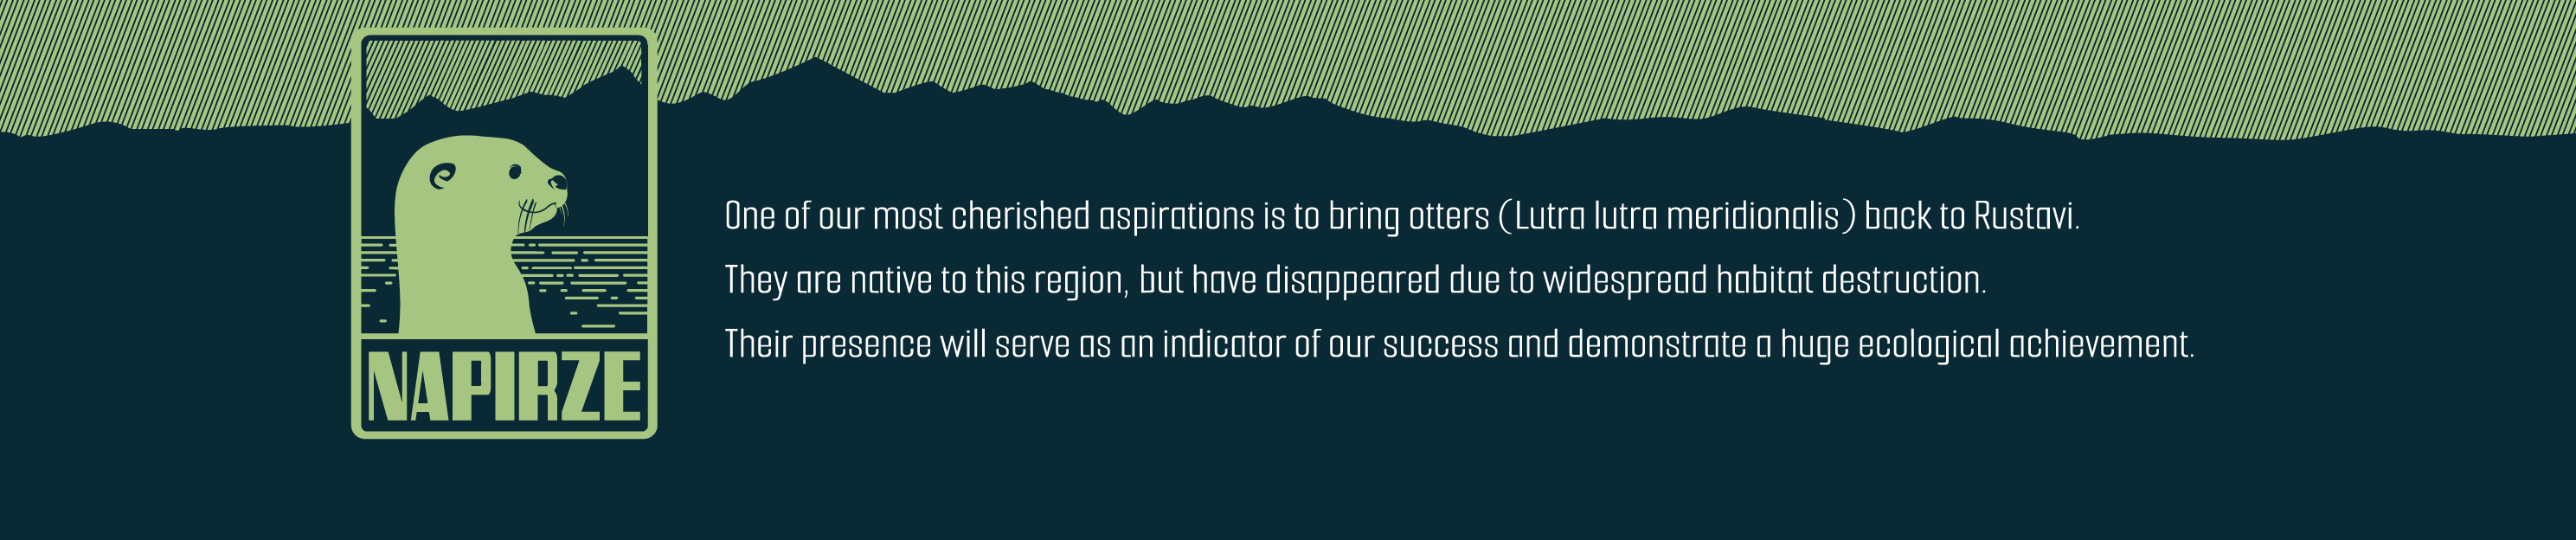 NAPIRZE
One of our most cherished aspirations is to bring otters (Lutra lutra meridionalis) back to Rustavi.
They are native to this region, but have disappeared due to widespread habitat destruction.
Their presence will serve as an indicator of our success and demonstrate a huge ecological achievement.